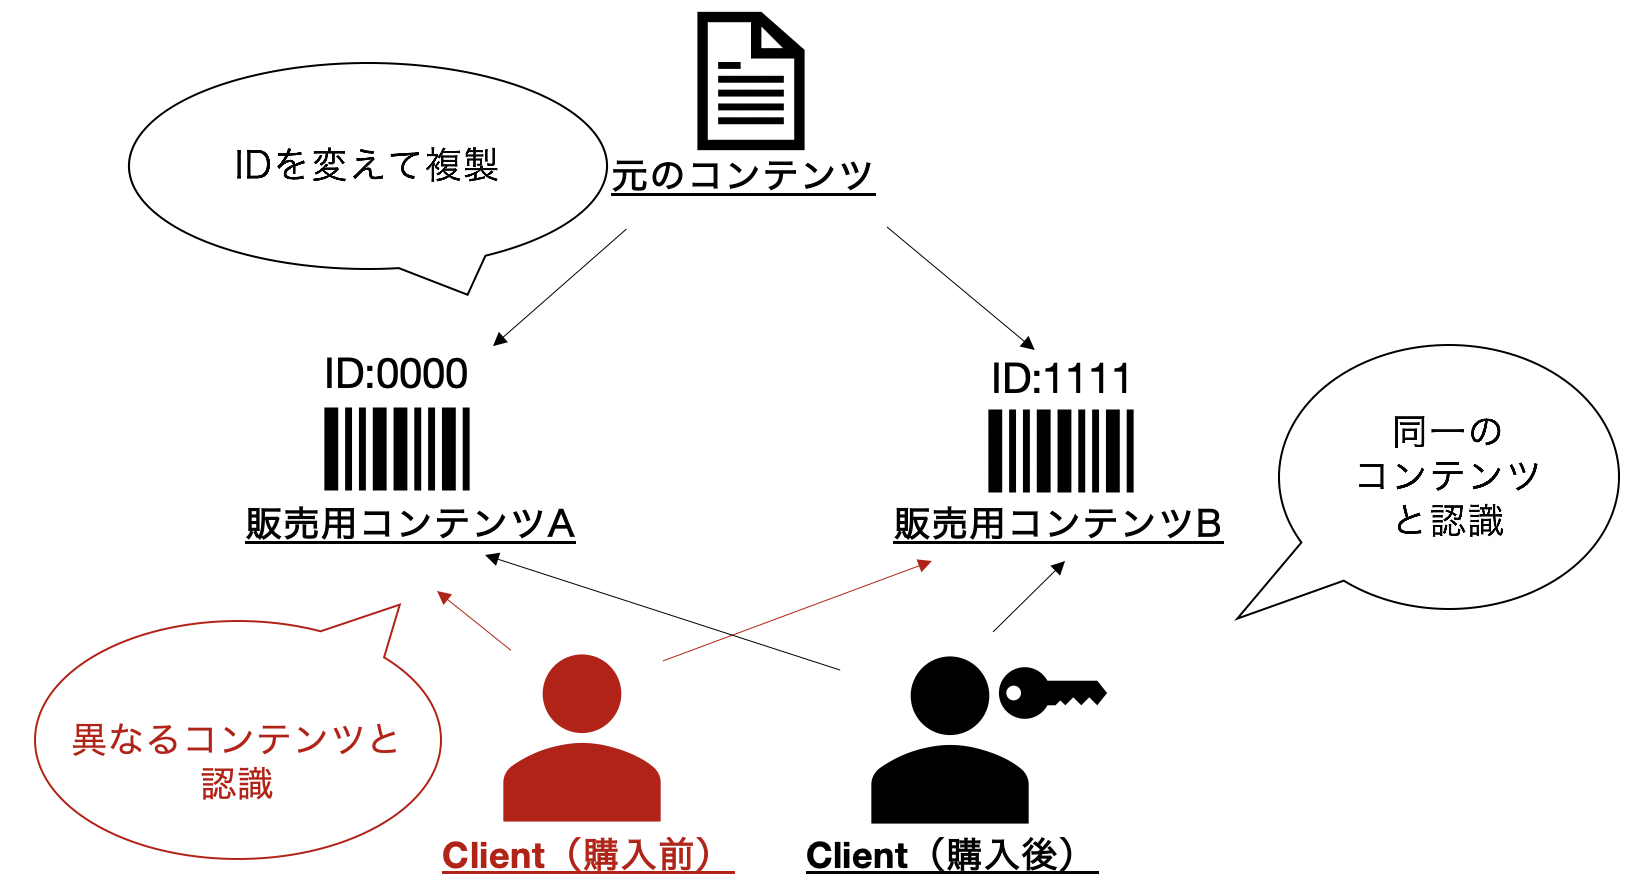 IDを変えて複製
元のコンテンツ
ID:0000
ID:1111
同一の
コンテンツ
と認識
販売用コンテンツA
販売用コンテンツB
異なるコンテンツと
認識
Client（購入前）
Client（購入後）